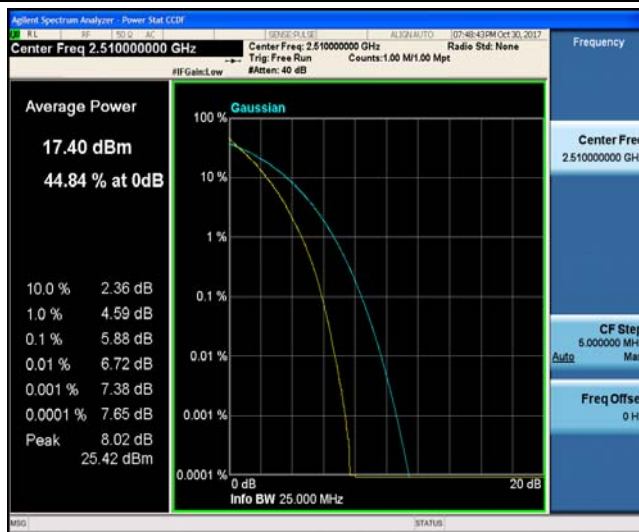 Agilent Spectrum Analyzer - Power Stat CCDF
RL RF 50 Ω AC SENSE:PULSE ALIGN AUTO 07:48:43 PM Oct 30, 2017
Center Freq 2.510000000 GHz
Center Freq: 2.510000000 GHz Radio Std: None
Trig: Free Run Counts:1.00 M/1.00 Mpt
#IFGain:Low #Atten: 40 dB
Frequency
Average Power
17.40 dBm
44.84 % at 0dB
10.0 % 2.36 dB
1.0 % 4.59 dB
0.1 % 5.88 dB
0.01 % 6.72 dB
0.001 % 7.38 dB
0.0001 % 7.65 dB
Peak 8.02 dB
25.42 dBm
Gaussian
100 %
10 %
1 %
0.1 %
0.01 %
0.001 %
0.0001 %
0 dB 20 dB
Info BW 25.000 MHz
Center Freq
2.510000000 GH
CF Step
5.000000 MH
Auto Ma
Freq Offse
0 H
MSG STATUS